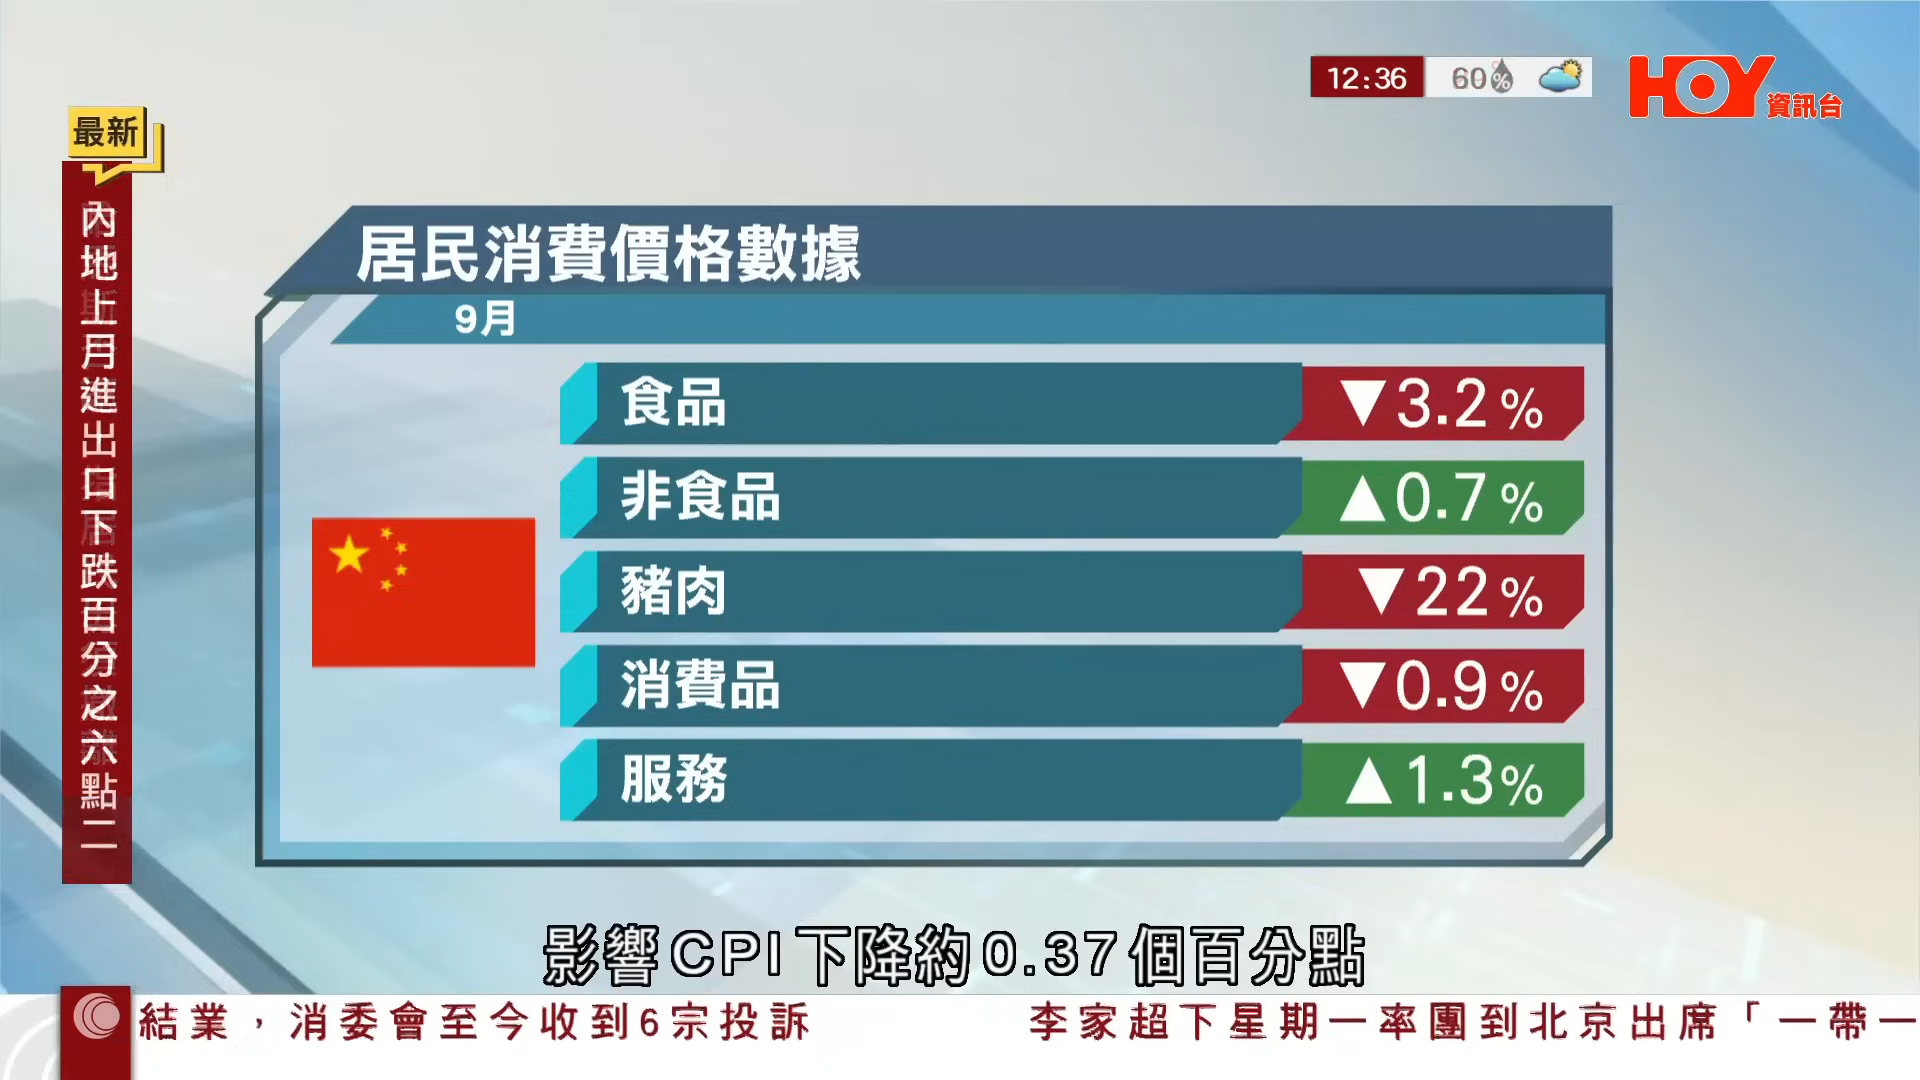 12:36
60%
HOY
資訊台
最新
內地上月進出口下跌百分之六點二
居民消費價格數據
9月
食品 ▼3.2%
非食品 ▲0.7%
豬肉 ▼22%
消費品 ▼0.9%
服務 ▲1.3%
影響CPI下降約0.37個百分點
結業，消委會至今收到6宗投訴 李家超下星期一率團到北京出席「一帶一